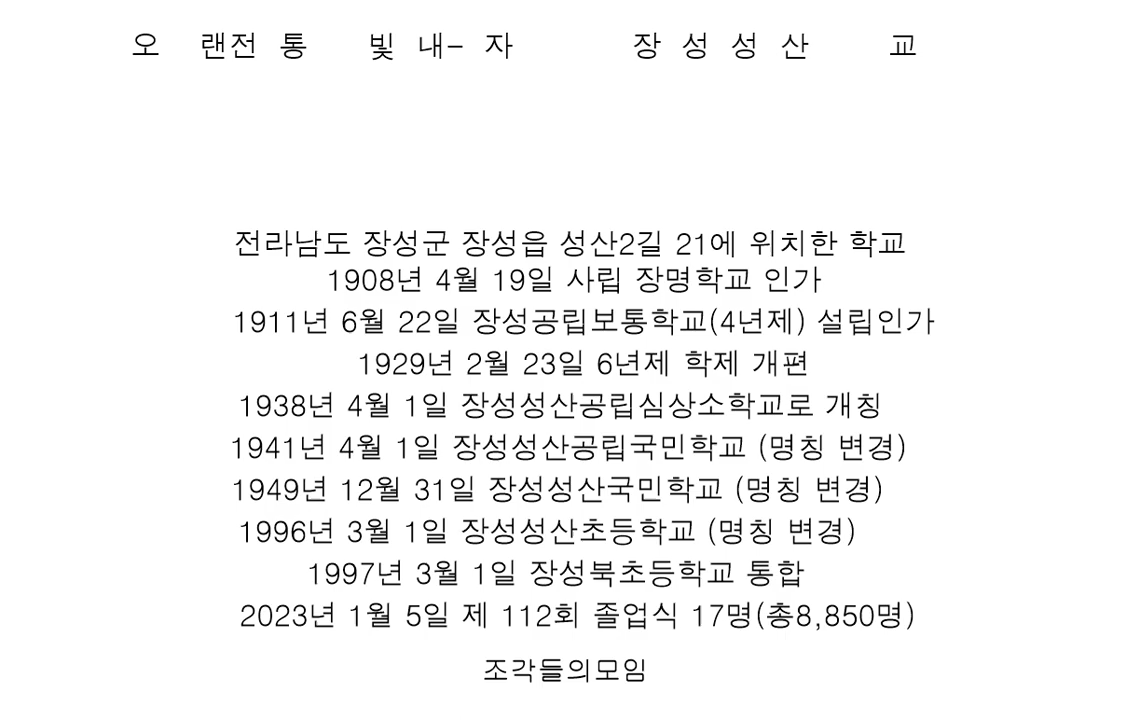 오 랜전 통 빛 내- 자 장 성 성 산 교
전라남도 장성군 장성읍 성산2길 21에 위치한 학교
1908년 4월 19일 사립 장명학교 인가
1911년 6월 22일 장성공립보통학교(4년제) 설립인가
1929년 2월 23일 6년제 학제 개편
1938년 4월 1일 장성성산공립심상소학교로 개칭
1941년 4월 1일 장성성산공립국민학교 (명칭 변경)
1949년 12월 31일 장성성산국민학교 (명칭 변경)
1996년 3월 1일 장성성산초등학교 (명칭 변경)
1997년 3월 1일 장성북초등학교 통합
2023년 1월 5일 제 112회 졸업식 17명(총8,850명)
조각들의모임